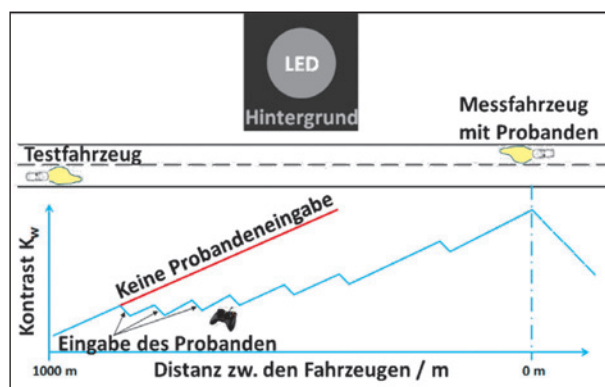 LED
Hintergrund
Messfahrzeug
mit Probanden
Testfahrzeug
Kontrast K_w
Keine Probandeneingabe
Eingabe des Probanden
1000 m
Distanz zw. den Fahrzeugen / m
0 m